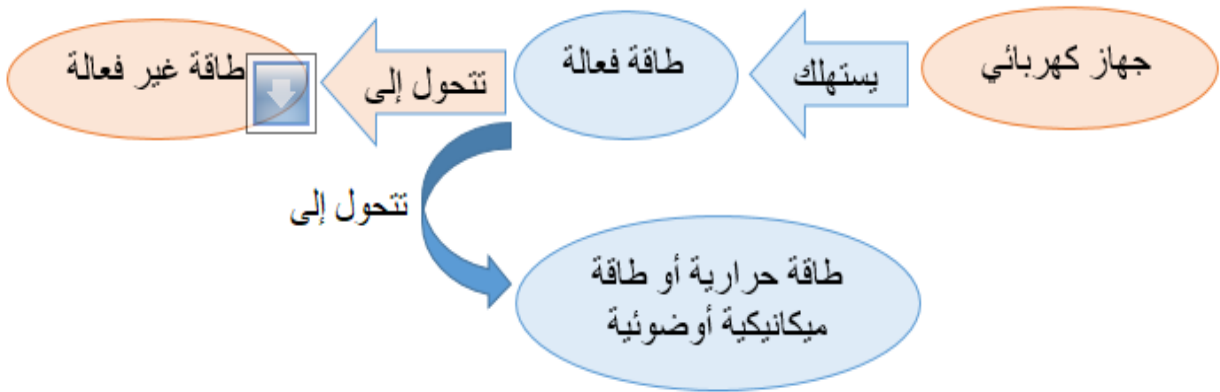 جهاز كهربائي
يستهلك
طاقة فعالة
تتحول إلى
طاقة غير فعالة
تتحول إلى
طاقة حرارية أو طاقة
ميكانيكية أوضوئية